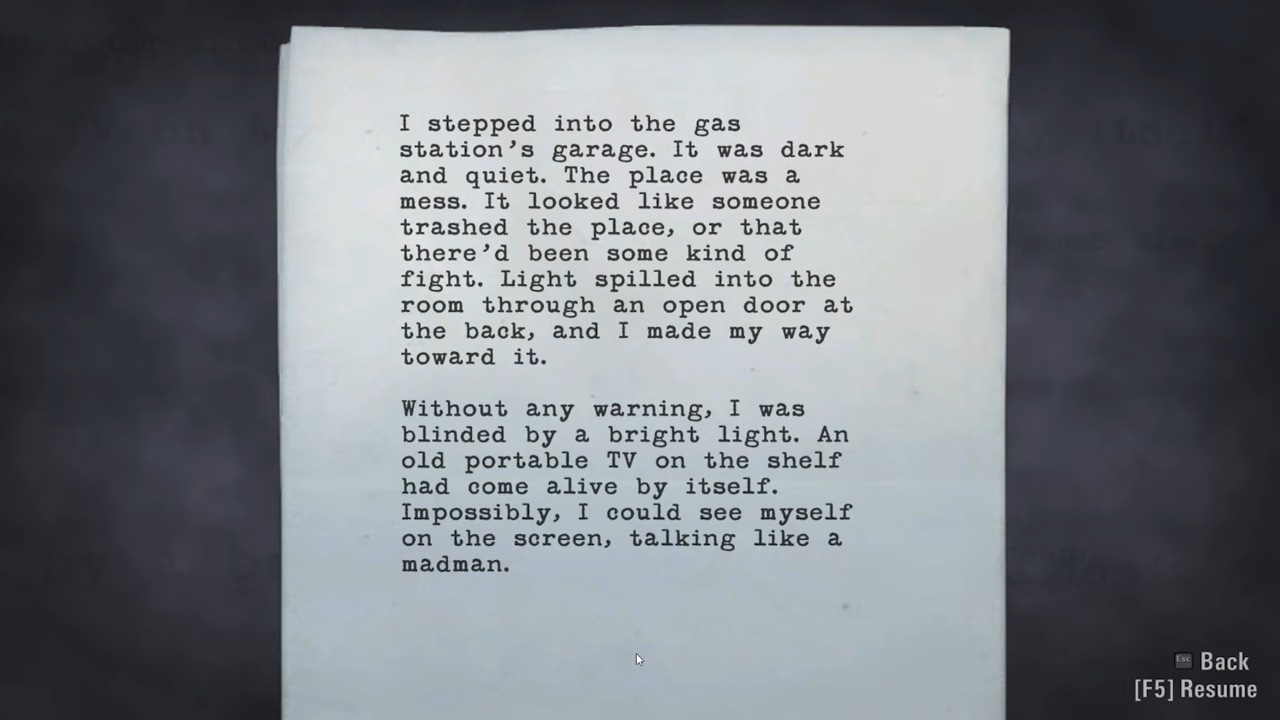 I stepped into the gas
station's garage. It was dark
and quiet. The place was a
mess. It looked like someone
trashed the place, or that
there'd been some kind of
fight. Light spilled into the
room through an open door at
the back, and I made my way
toward it.
Without any warning, I was
blinded by a bright light. An
old portable TV on the shelf
had come alive by itself.
Impossibly, I could see myself
on the screen, talking like a
madman.
Esc Back
[F5] Resume